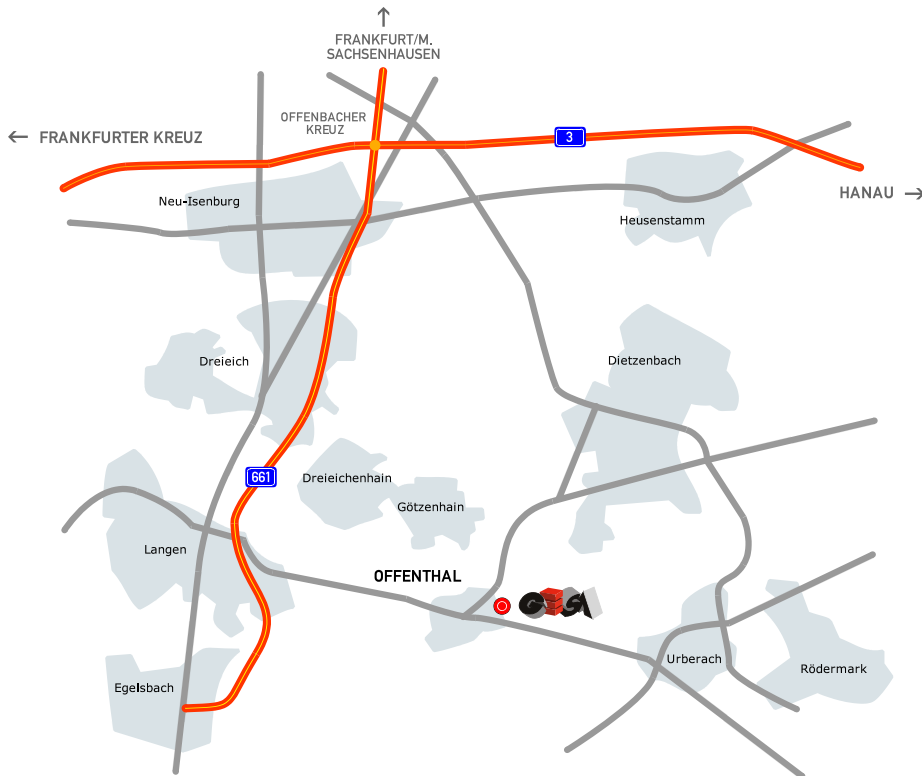 ↑
FRANKFURT/M.
SACHSENHAUSEN
OFFENBACHER
KREUZ
← FRANKFURTER KREUZ
3
HANAU →
Neu-Isenburg
Heusenstamm
Dreieich
Dietzenbach
661
Dreieichenhain
Götzenhain
Langen
OFFENTHAL
GESA
Urberach
Rödermark
Egelsbach